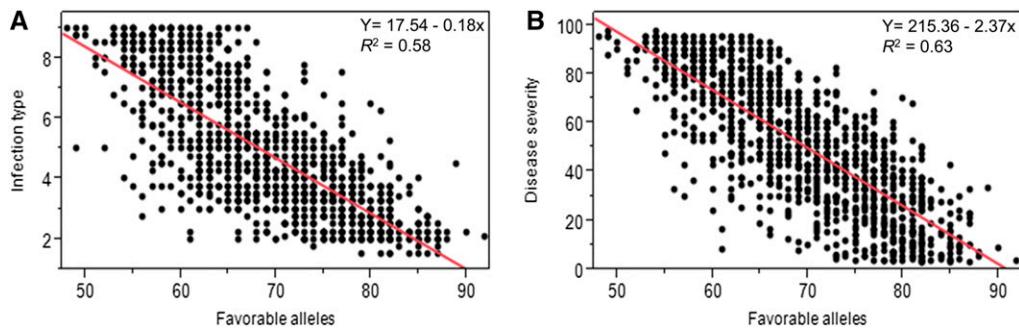 A
Y= 17.54 - 0.18x
R² = 0.58
Infection type
8
6
4
2
50 60 70 80 90
Favorable alleles
B
Y= 215.36 - 2.37x
R² = 0.63
Disease severity
100
80
60
40
20
0
50 60 70 80 90
Favorable alleles